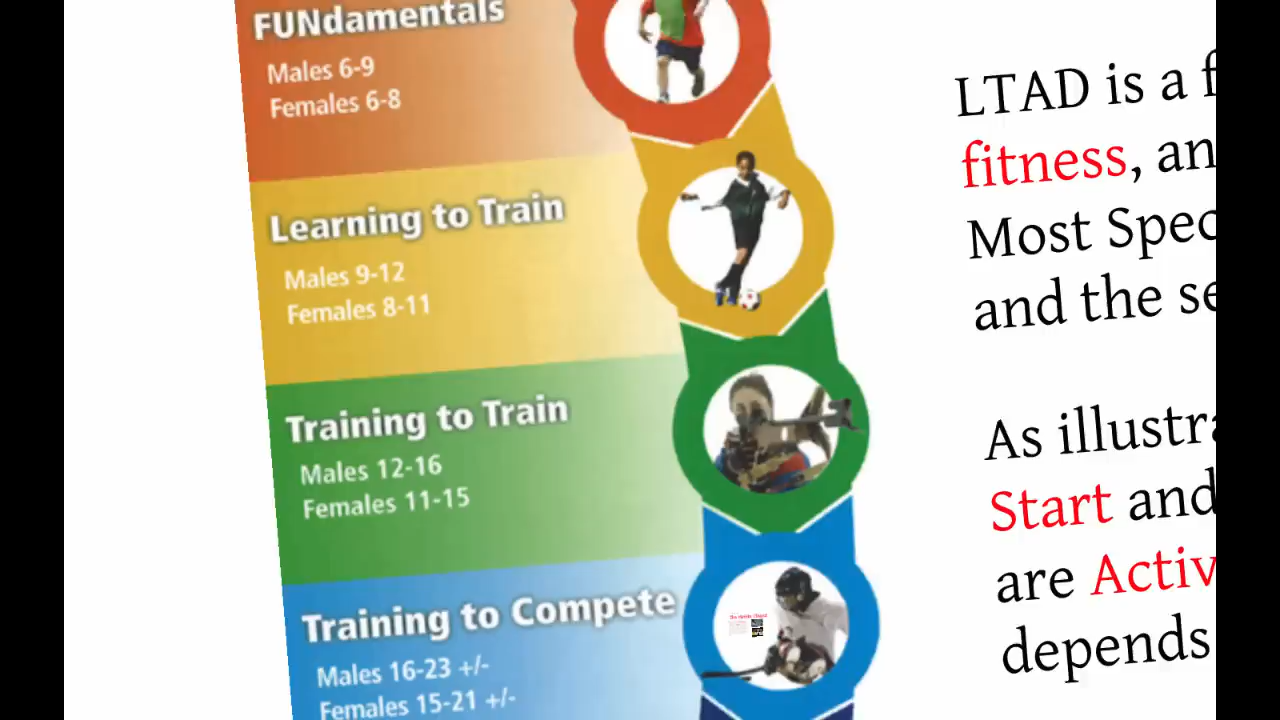 FUNdamentals
Males 6-9
Females 6-8
Learning to Train
Males 9-12
Females 8-11
Training to Train
Males 12-16
Females 11-15
Training to Compete
Males 16-23 +/-
Females 15-21 +/-
LTAD is a f
fitness, an
Most Spec
and the se
As illustra
Start and
are Activ
depends